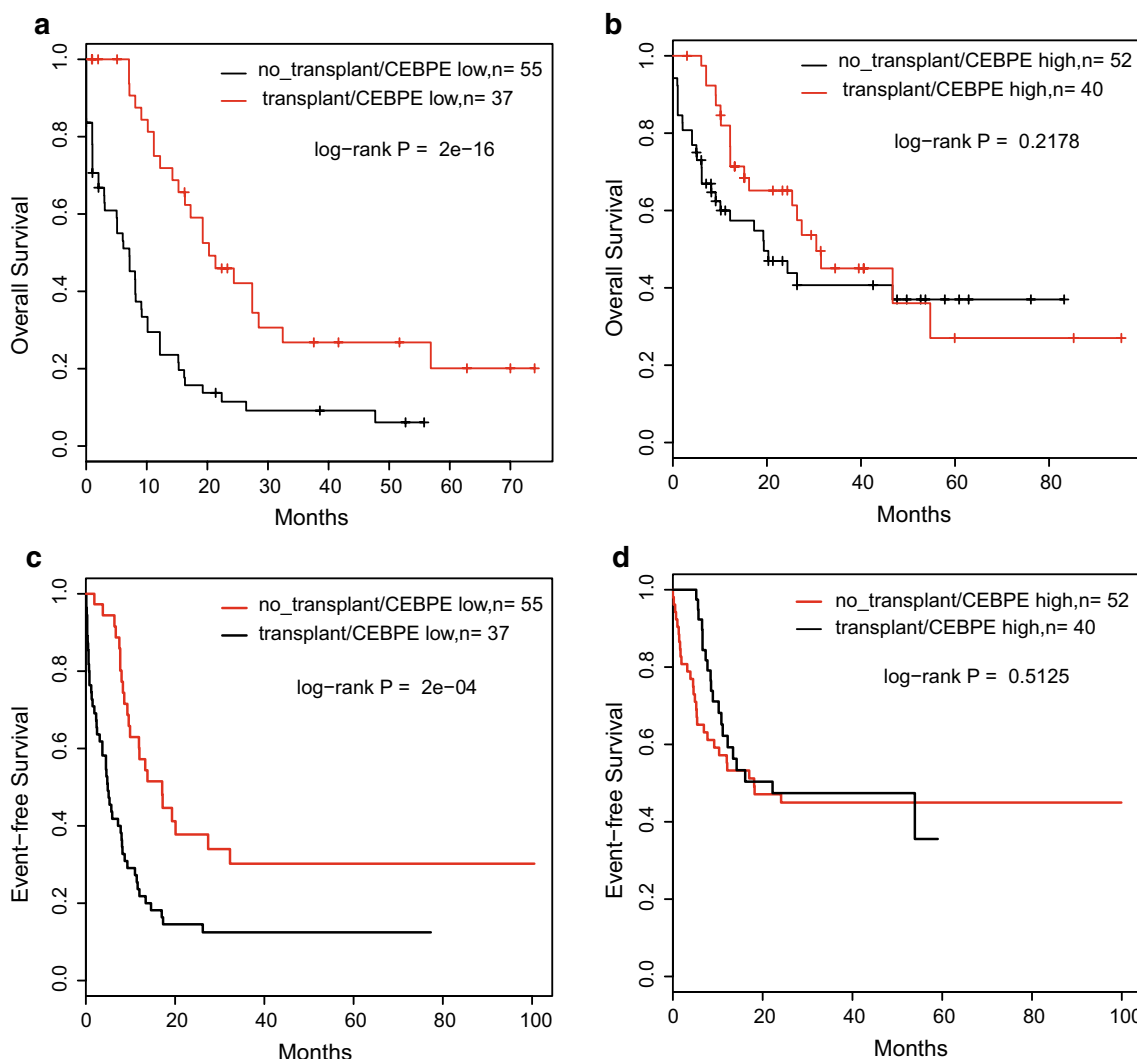 a
no_transplant/CEBPE low,n= 55
transplant/CEBPE low,n= 37
log−rank P = 2e−16
Overall Survival
0.0 0.2 0.4 0.6 0.8 1.0
0 10 20 30 40 50 60 70
Months
b
no_transplant/CEBPE high,n= 52
transplant/CEBPE high,n= 40
log−rank P = 0.2178
Overall Survival
0.0 0.2 0.4 0.6 0.8 1.0
0 20 40 60 80
Months
c
no_transplant/CEBPE low,n= 55
transplant/CEBPE low,n= 37
log−rank P = 2e−04
Event−free Survival
0.0 0.2 0.4 0.6 0.8 1.0
0 20 40 60 80 100
Months
d
no_transplant/CEBPE high,n= 52
transplant/CEBPE high,n= 40
log−rank P = 0.5125
Event−free Survival
0.0 0.2 0.4 0.6 0.8 1.0
0 20 40 60 80 100
Months